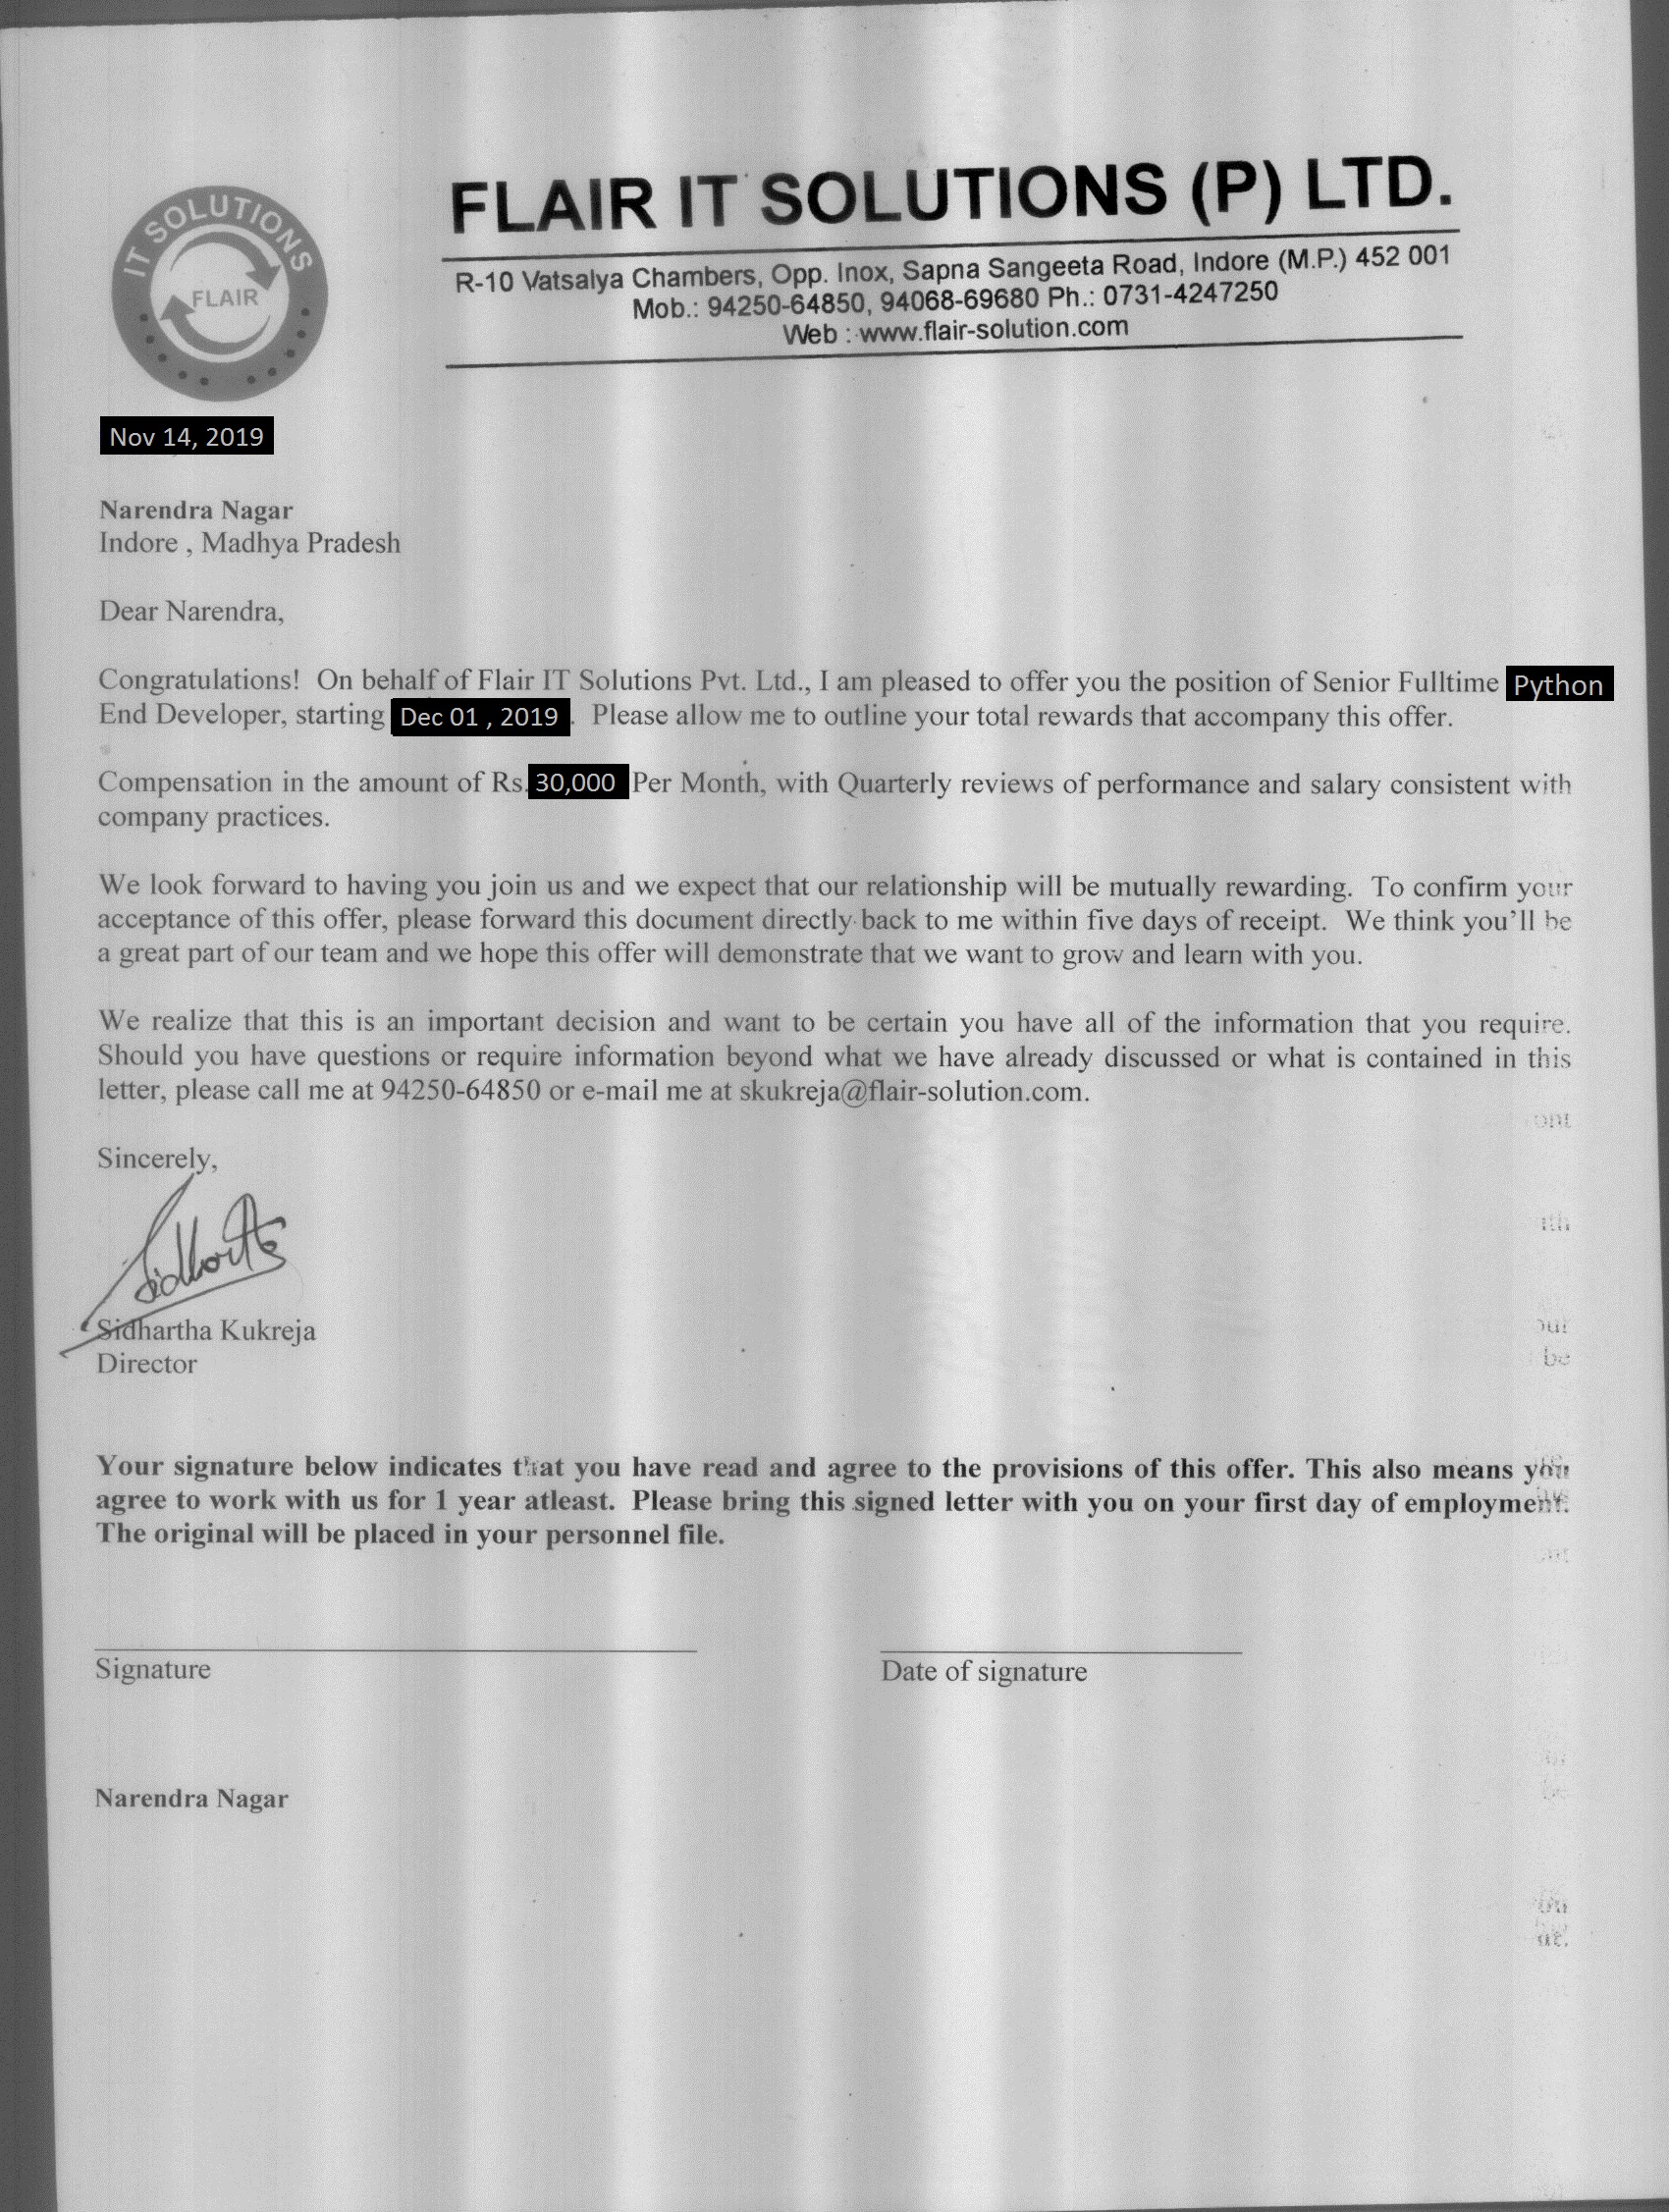 IT SOLUTIONS
FLAIR
FLAIR IT SOLUTIONS (P) LTD.
R-10 Vatsalya Chambers, Opp. Inox, Sapna Sangeeta Road, Indore (M.P.) 452 001
Mob.: 94250-64850, 94068-69680 Ph.: 0731-4247250
Web : www.flair-solution.com
Nov 14, 2019
Narendra Nagar
Indore , Madhya Pradesh
Dear Narendra,
Congratulations! On behalf of Flair IT Solutions Pvt. Ltd., I am pleased to offer you the position of Senior Fulltime Python
End Developer, starting Dec 01 , 2019 . Please allow me to outline your total rewards that accompany this offer.
Compensation in the amount of Rs. 30,000 Per Month, with Quarterly reviews of performance and salary consistent with
company practices.
We look forward to having you join us and we expect that our relationship will be mutually rewarding. To confirm your
acceptance of this offer, please forward this document directly back to me within five days of receipt. We think you'll be
a great part of our team and we hope this offer will demonstrate that we want to grow and learn with you.
We realize that this is an important decision and want to be certain you have all of the information that you require.
Should you have questions or require information beyond what we have already discussed or what is contained in this
letter, please call me at 94250-64850 or e-mail me at skukreja@flair-solution.com.
Sincerely,
Sidhartha Kukreja
Director
Your signature below indicates that you have read and agree to the provisions of this offer. This also means you
agree to work with us for 1 year atleast. Please bring this signed letter with you on your first day of employment.
The original will be placed in your personnel file.
Signature
Date of signature
Narendra Nagar